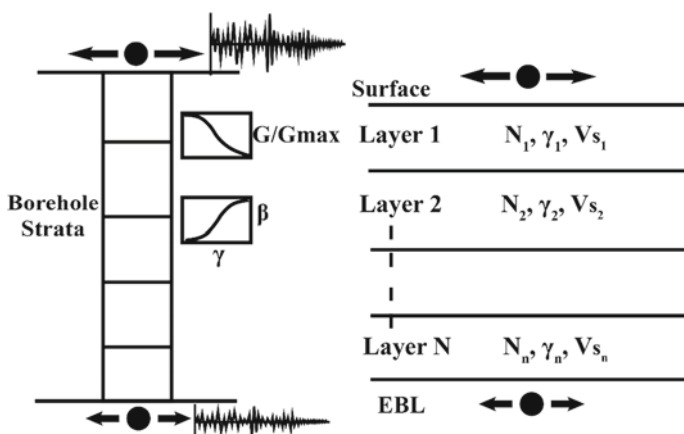 G/Gmax
Borehole
Strata
β
γ
Surface
Layer 1 N₁, γ₁, Vs₁
Layer 2 N₂, γ₂, Vs₂
Layer N Nₙ, γₙ, Vsₙ
EBL